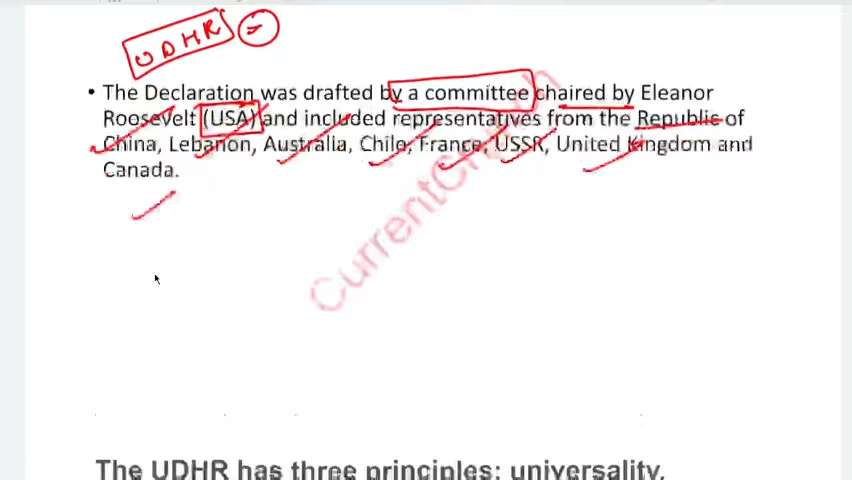 UDHR
• The Declaration was drafted by a committee chaired by Eleanor
Roosevelt (USA) and included representatives from the Republic of
China, Lebanon, Australia, Chile, France, USSR, United Kingdom and
Canada.
The UDHR has three principles: universality,